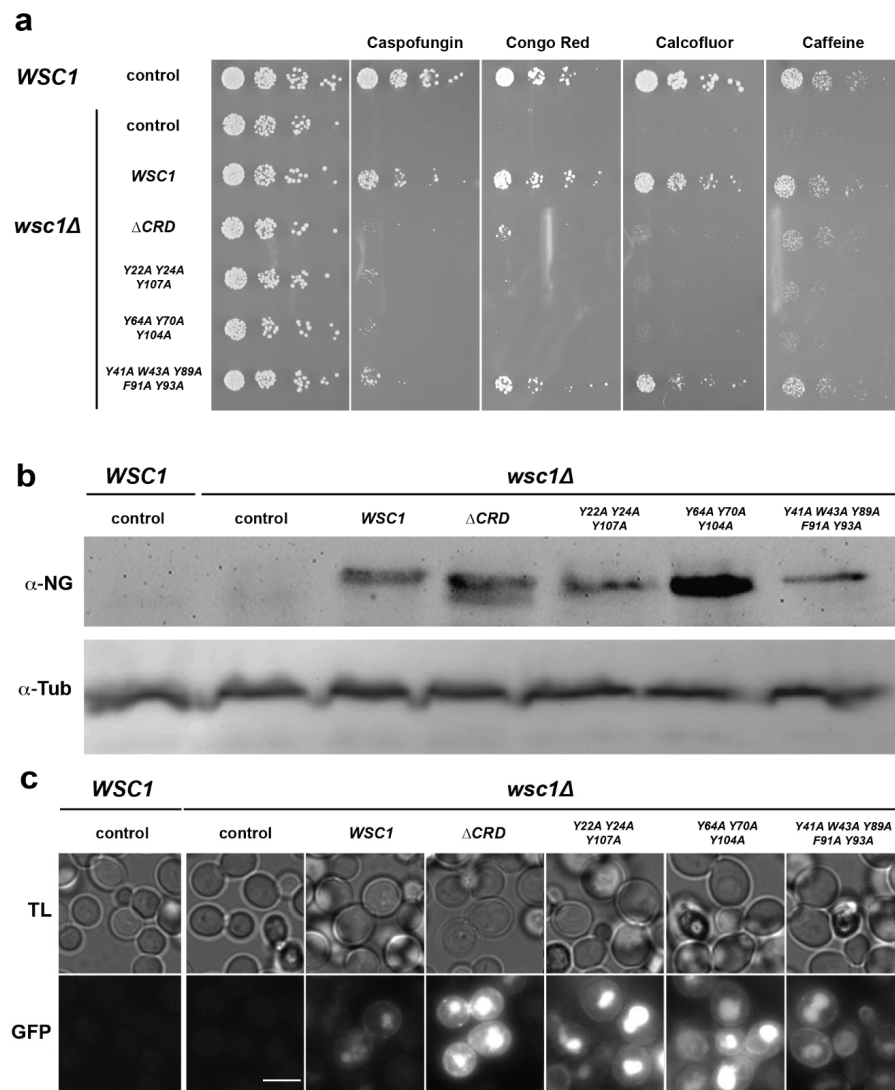 a
Caspofungin Congo Red Calcofluor Caffeine
WSC1 control
control
WSC1
wsc1Δ ΔCRD
Y22A Y24A
Y107A
Y64A Y70A
Y104A
Y41A W43A Y89A
F91A Y93A
b
WSC1 wsc1Δ
control control WSC1 ΔCRD Y22A Y24A Y64A Y70A Y41A W43A Y89A
Y107A Y104A F91A Y93A
α-NG
α-Tub
c
WSC1 wsc1Δ
control control WSC1 ΔCRD Y22A Y24A Y64A Y70A Y41A W43A Y89A
Y107A Y104A F91A Y93A
TL
GFP